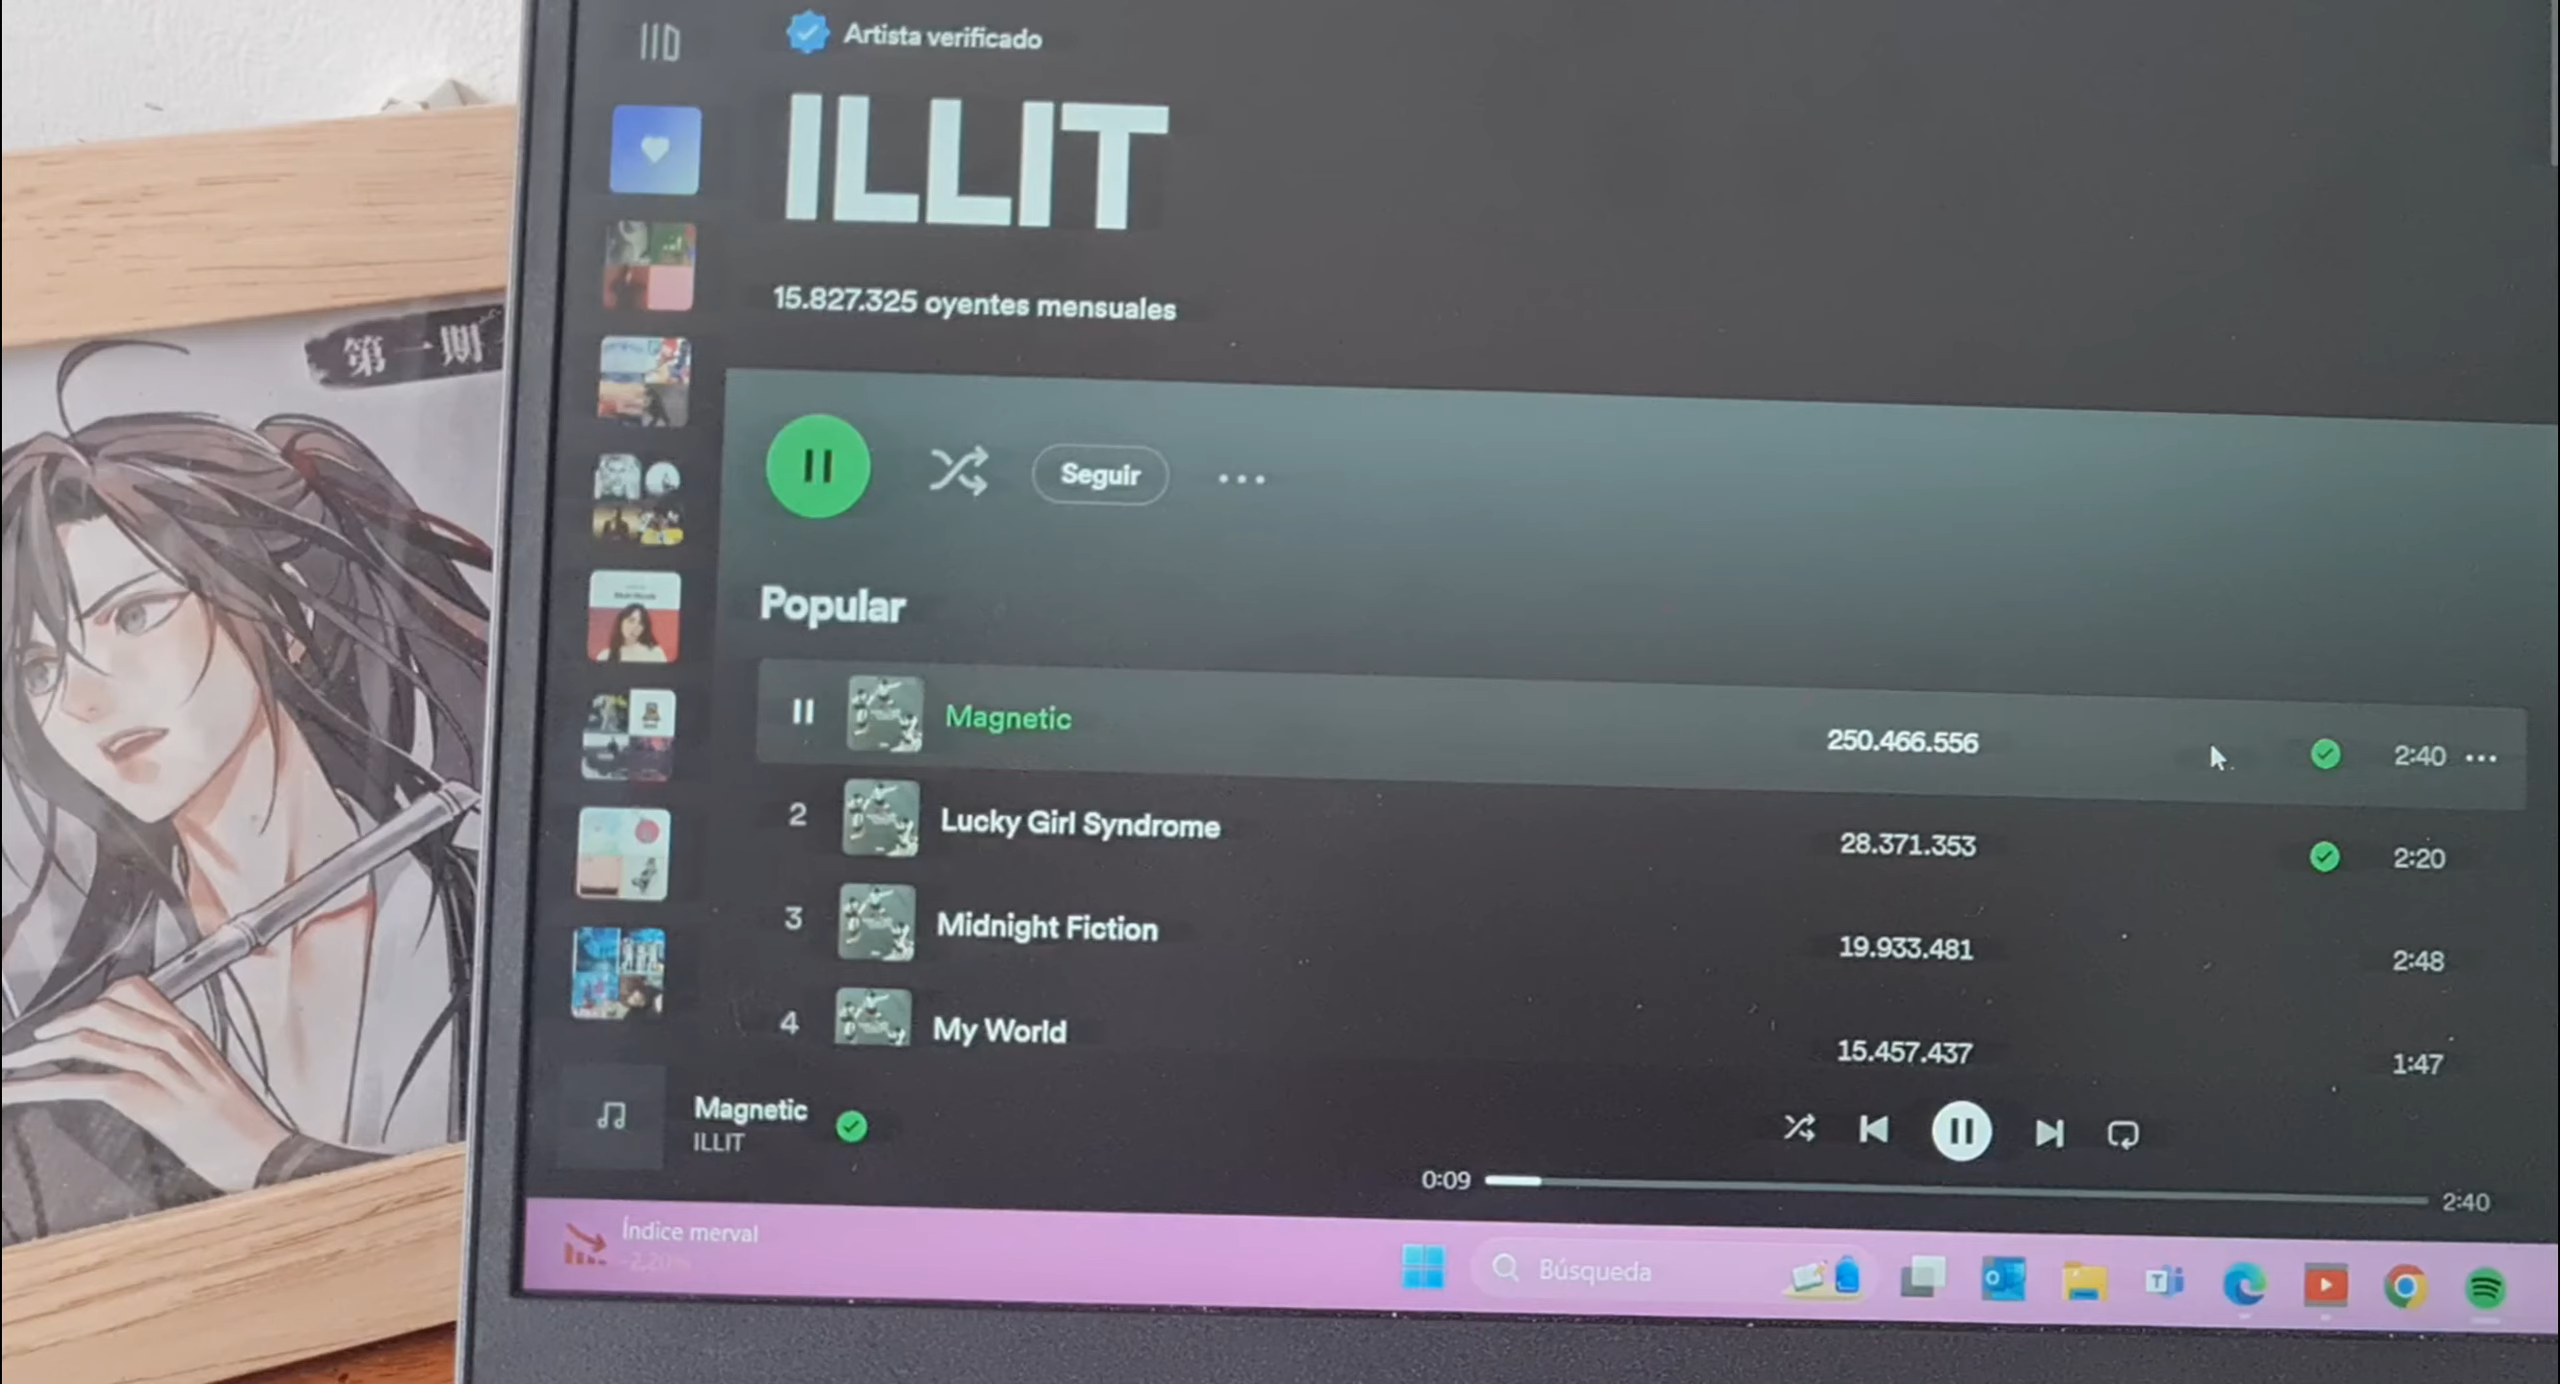 Artista verificado
ILLIT
15.827.325 oyentes mensuales
第一期
Seguir
Popular
Magnetic 250.466.556 2:40
2 Lucky Girl Syndrome 28.371.353 2:20
3 Midnight Fiction 19.933.481 2:48
4 My World 15.457.437 1:47
Magnetic
ILLIT
0:09 2:40
Índice merval
-2,20%
Búsqueda